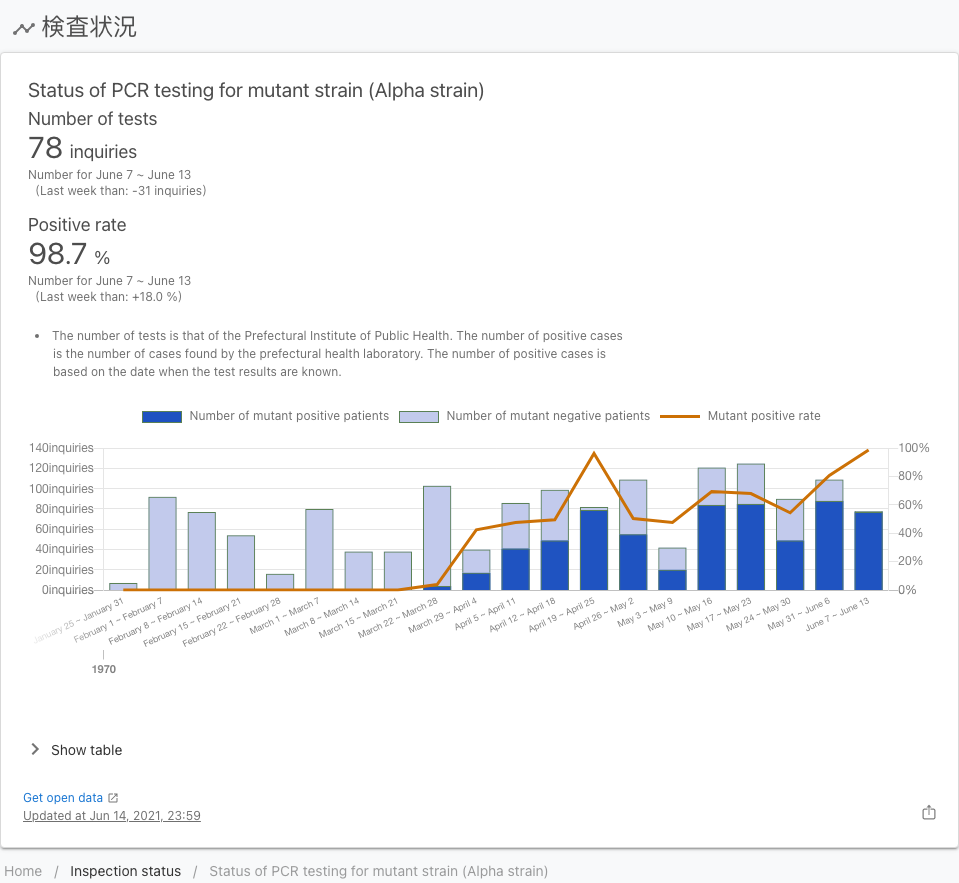 検査状況
Status of PCR testing for mutant strain (Alpha strain)
Number of tests
78 inquiries
Number for June 7 ~ June 13
(Last week than: -31 inquiries)
Positive rate
98.7 %
Number for June 7 ~ June 13
(Last week than: +18.0 %)
• The number of tests is that of the Prefectural Institute of Public Health. The number of positive cases
is the number of cases found by the prefectural health laboratory. The number of positive cases is
based on the date when the test results are known.
Number of mutant positive patients Number of mutant negative patients Mutant positive rate
140inquiries
120inquiries
100inquiries
80inquiries
60inquiries
40inquiries
20inquiries
0inquiries
100%
80%
60%
40%
20%
0%
January 25 ~ January 31
February 1 ~ February 7
February 8 ~ February 14
February 15 ~ February 21
February 22 ~ February 28
March 1 ~ March 7
March 8 ~ March 14
March 15 ~ March 21
March 22 ~ March 28
March 29 ~ April 4
April 5 ~ April 11
April 12 ~ April 18
April 19 ~ April 25
April 26 ~ May 2
May 3 ~ May 9
May 10 ~ May 16
May 17 ~ May 23
May 24 ~ May 30
May 31 ~ June 6
June 7 ~ June 13
1970
Show table
Get open data
Updated at Jun 14, 2021, 23:59
Home / Inspection status / Status of PCR testing for mutant strain (Alpha strain)